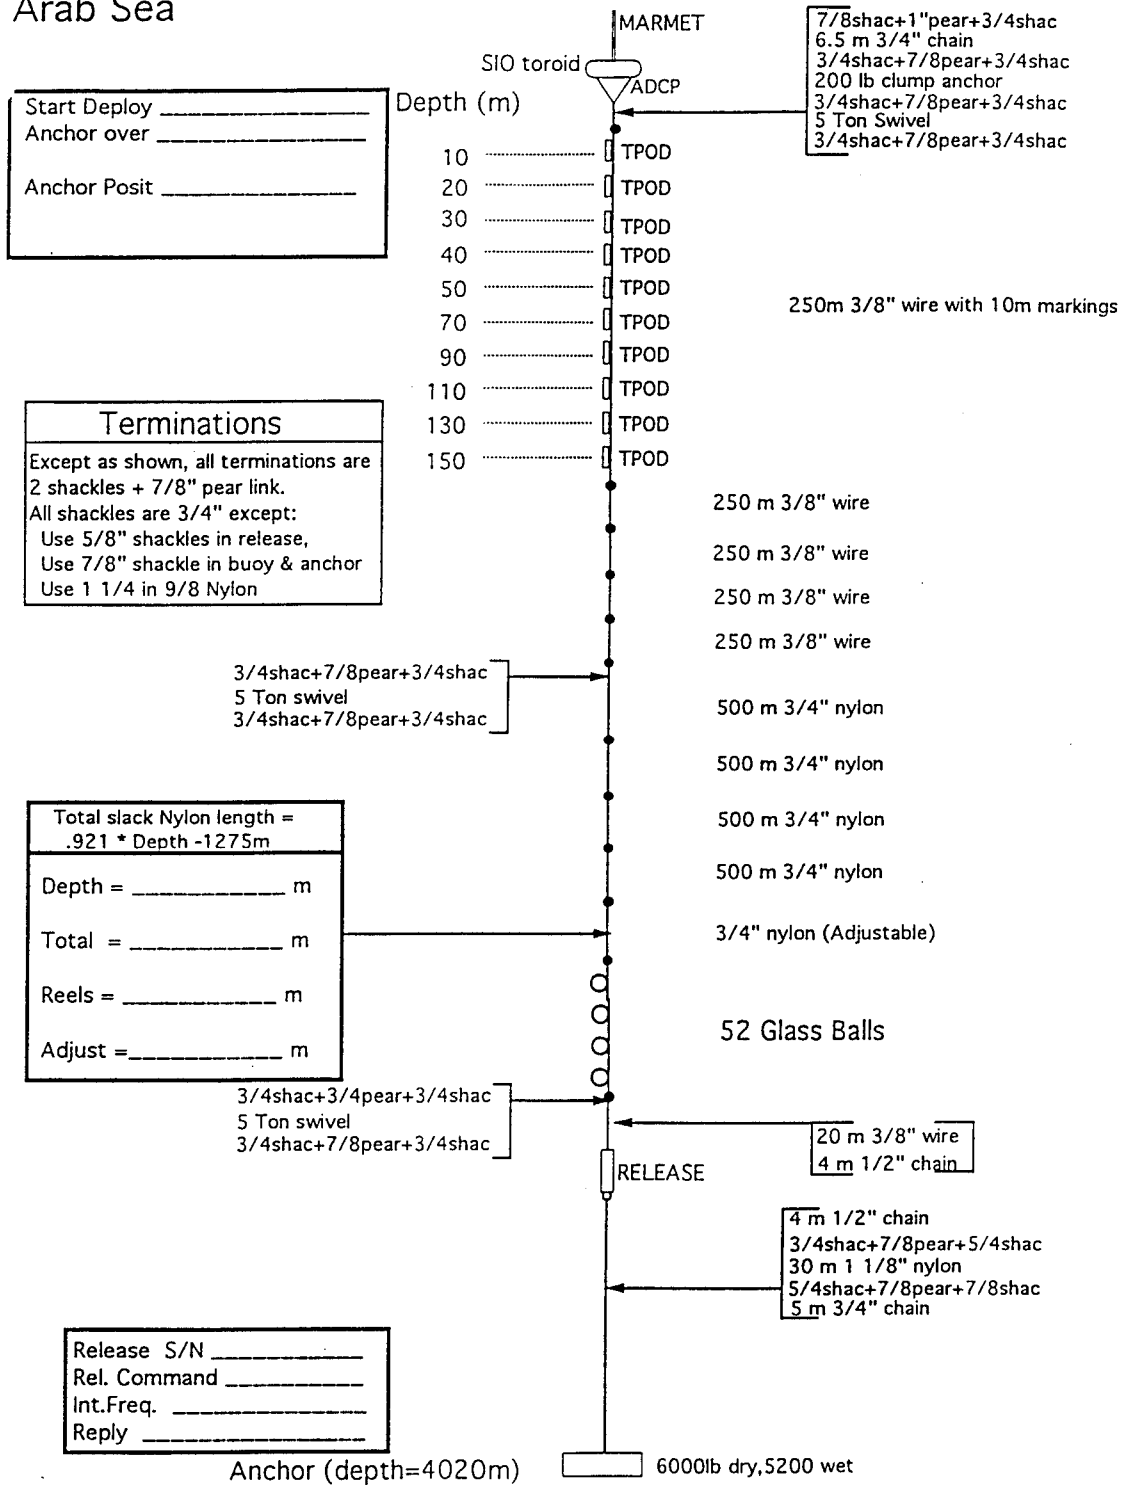 Arab Sea
MARMET
SIO toroid
ADCP
7/8shac+1"pear+3/4shac
6.5 m 3/4" chain
3/4shac+7/8pear+3/4shac
200 lb clump anchor
3/4shac+7/8pear+3/4shac
5 Ton Swivel
3/4shac+7/8pear+3/4shac
Start Deploy
Anchor over
Anchor Posit
Depth (m)
10 TPOD
20 TPOD
30 TPOD
40 TPOD
50 TPOD
70 TPOD
90 TPOD
110 TPOD
130 TPOD
150 TPOD
250m 3/8" wire with 10m markings
Terminations
Except as shown, all terminations are
2 shackles + 7/8" pear link.
All shackles are 3/4" except:
Use 5/8" shackles in release,
Use 7/8" shackle in buoy & anchor
Use 1 1/4 in 9/8 Nylon
250 m 3/8" wire
250 m 3/8" wire
250 m 3/8" wire
250 m 3/8" wire
3/4shac+7/8pear+3/4shac
5 Ton swivel
3/4shac+7/8pear+3/4shac
500 m 3/4" nylon
500 m 3/4" nylon
500 m 3/4" nylon
500 m 3/4" nylon
3/4" nylon (Adjustable)
Total slack Nylon length =
.921 * Depth -1275m
Depth = ____________ m
Total = ____________ m
Reels = ____________ m
Adjust =____________ m
52 Glass Balls
3/4shac+3/4pear+3/4shac
5 Ton swivel
3/4shac+7/8pear+3/4shac
20 m 3/8" wire
4 m 1/2" chain
RELEASE
4 m 1/2" chain
3/4shac+7/8pear+5/4shac
30 m 1 1/8" nylon
5/4shac+7/8pear+7/8shac
5 m 3/4" chain
Release S/N
Rel. Command
Int.Freq.
Reply
Anchor (depth=4020m)
6000lb dry,5200 wet